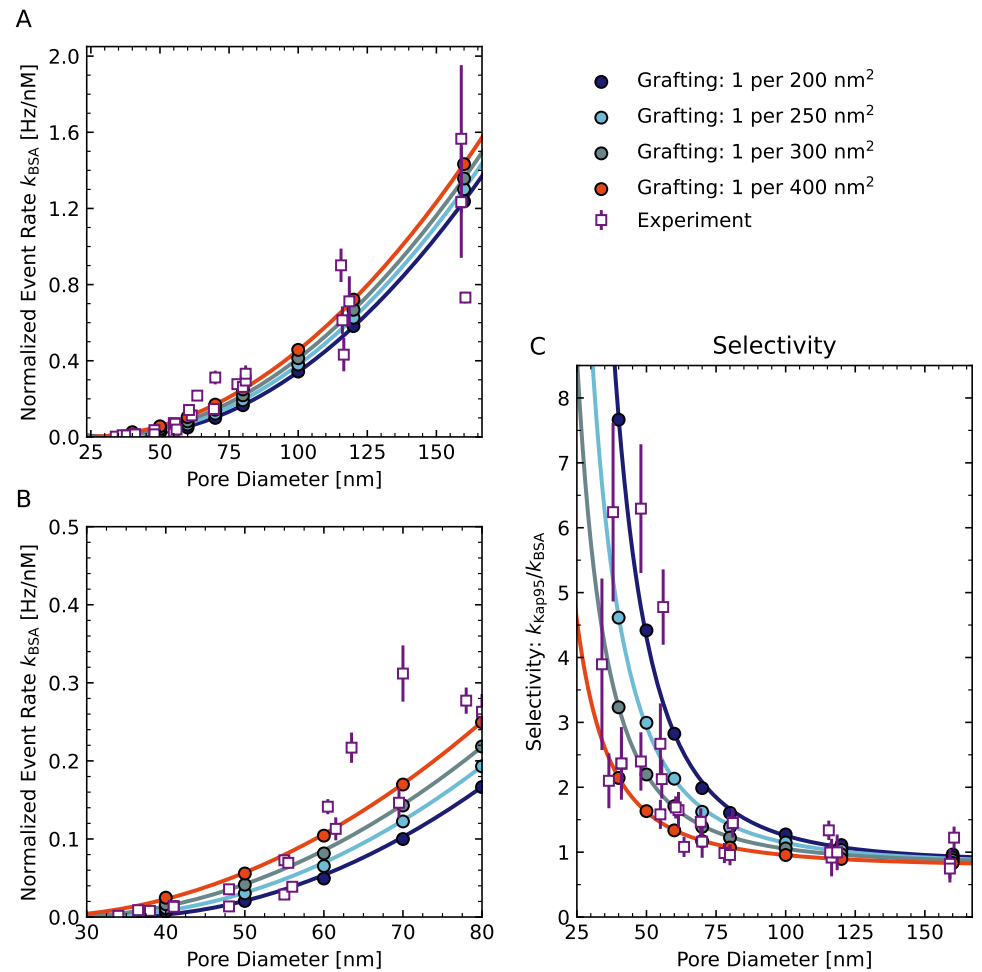 A
Normalized Event Rate k_BSA [Hz/nM]
2.0
1.6
1.2
0.8
0.4
0.0
25 50 75 100 125 150
Pore Diameter [nm]
Grafting: 1 per 200 nm²
Grafting: 1 per 250 nm²
Grafting: 1 per 300 nm²
Grafting: 1 per 400 nm²
Experiment
B
Normalized Event Rate k_BSA [Hz/nM]
0.5
0.4
0.3
0.2
0.1
0.0
30 40 50 60 70 80
Pore Diameter [nm]
C
Selectivity
Selectivity: k_Kap95/k_BSA
8
7
6
5
4
3
2
1
0
25 50 75 100 125 150
Pore Diameter [nm]